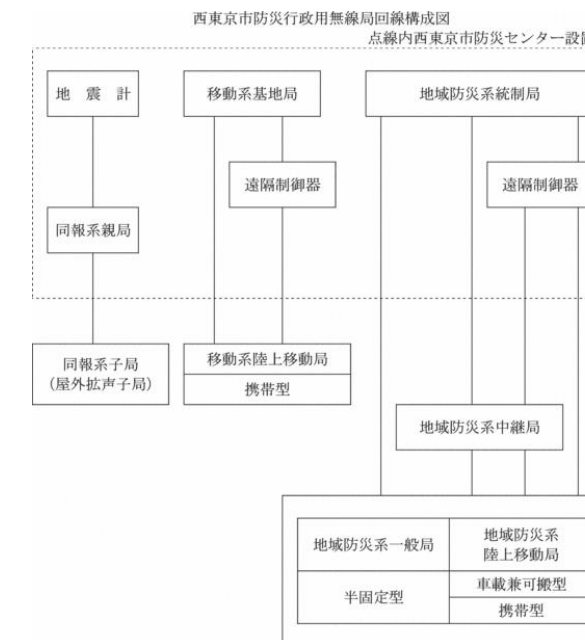 西東京市防災行政用無線局回線構成図
点線内西東京市防災センター設置
地　震　計
移動系基地局
地域防災系統制局
遠隔制御器
遠隔制御器
同報系親局
同報系子局
（屋外拡声子局）
移動系陸上移動局
携帯型
地域防災系中継局
地域防災系一般局
地域防災系
陸上移動局
半固定型
車載兼可搬型
携帯型